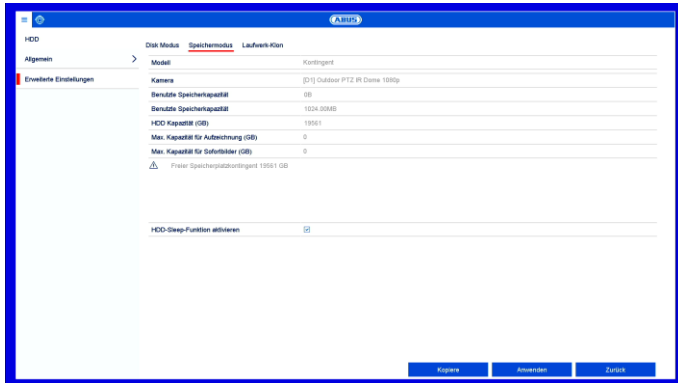 ABUS
HDD
Allgemein
Erweiterte Einstellungen
Disk Modus Speichermodus Laufwerk-Klon
Modell Kontingent
Kamera [D1] Outdoor PTZ IR Dome 1080p
Benutzte Speicherkapazität 0B
Benutzte Speicherkapazität 1024.00MB
HDD Kapazität (GB) 19561
Max. Kapazität für Aufzeichnung (GB) 0
Max. Kapazität für Sofortbilder (GB) 0
Freier Speicherplatzkontingent 19561 GB
HDD-Sleep-Funktion aktivieren
Kopiere Anwenden Zurück